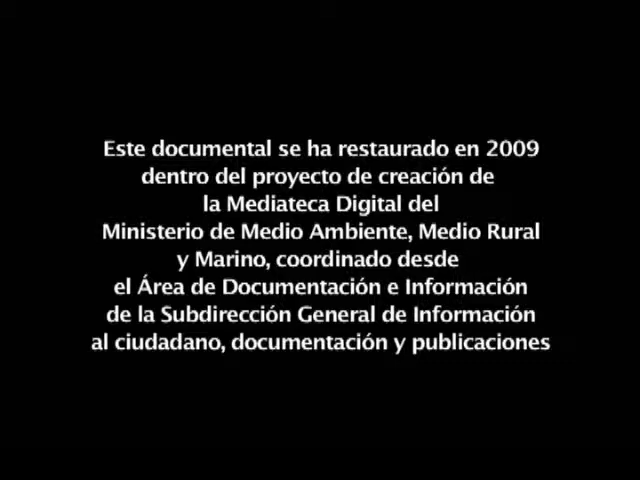 Este documental se ha restaurado en 2009
dentro del proyecto de creación de
la Mediateca Digital del
Ministerio de Medio Ambiente, Medio Rural
y Marino, coordinado desde
el Área de Documentación e Información
de la Subdirección General de Información
al ciudadano, documentación y publicaciones